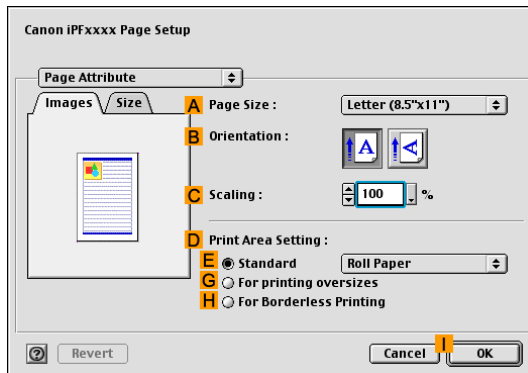 Canon iPFxxxx Page Setup
Page Attribute
Images Size
A Page Size : Letter (8.5"x11")
B Orientation : A A
C Scaling : 100 %
D Print Area Setting :
E Standard Roll Paper
G For printing oversizes
H For Borderless Printing
I
? Revert Cancel OK